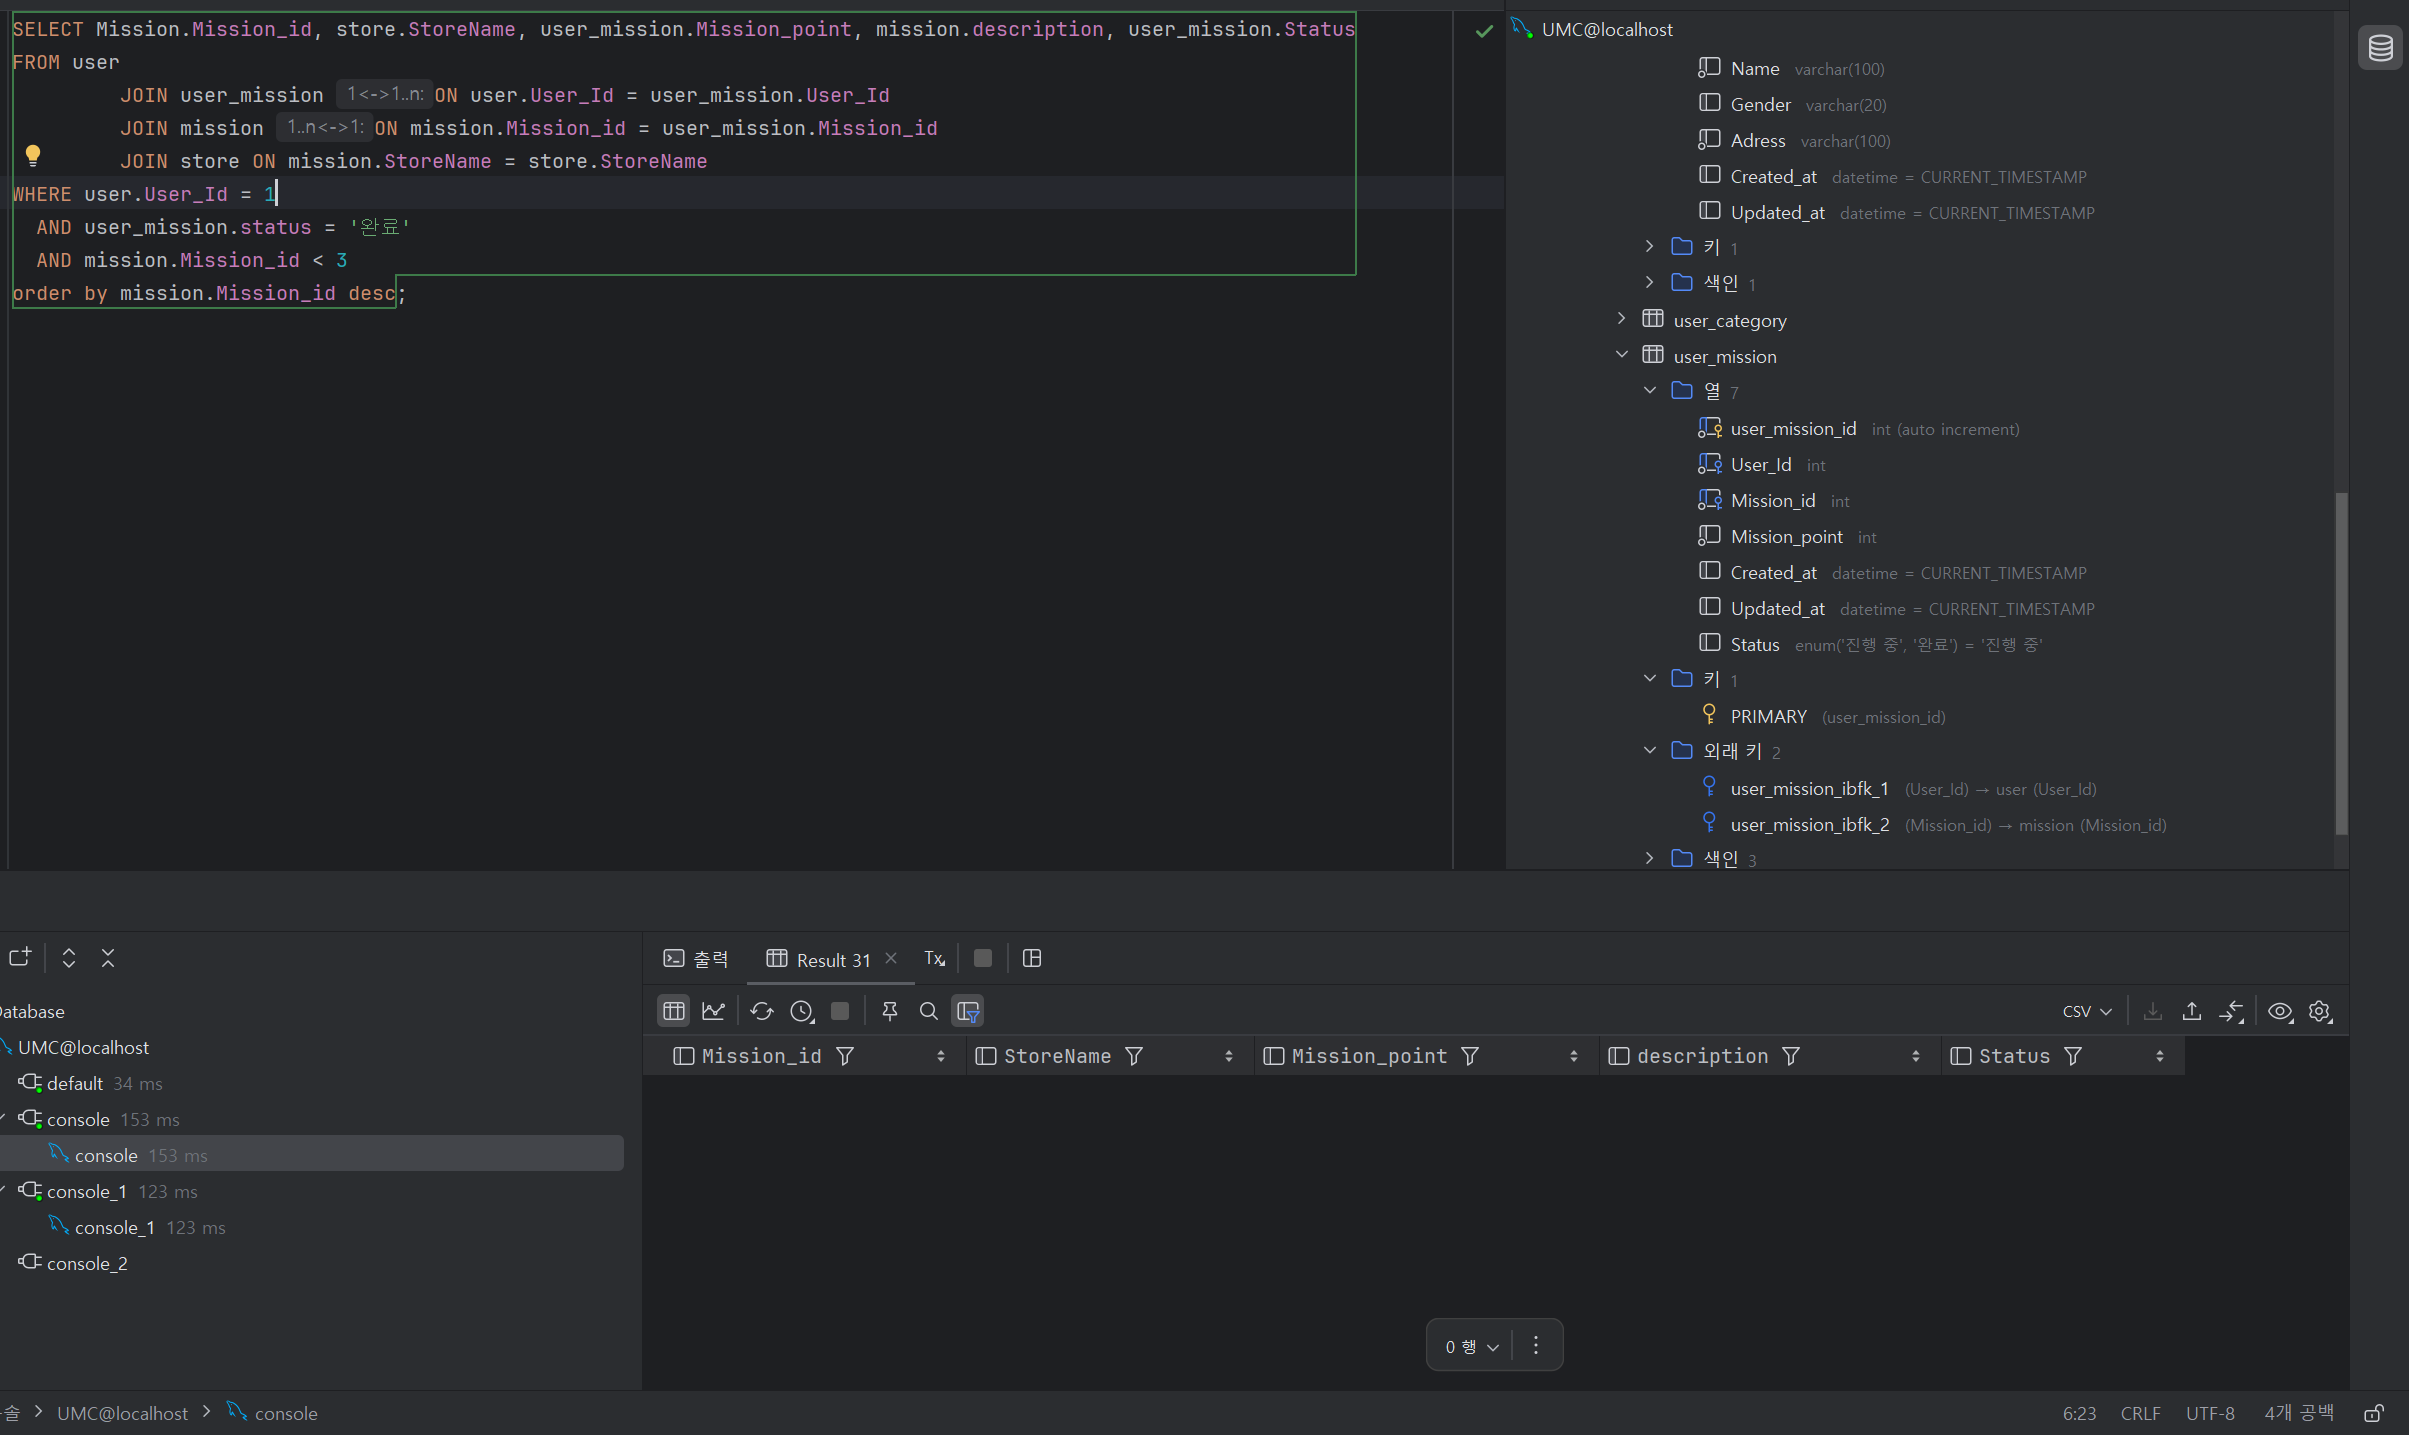 SELECT Mission.Mission_id, store.StoreName, user_mission.Mission_point, mission.description, user_mission.Status
FROM user
JOIN user_mission 1<->1..n: ON user.User_Id = user_mission.User_Id
JOIN mission 1..n<->1: ON mission.Mission_id = user_mission.Mission_id
JOIN store ON mission.StoreName = store.StoreName
WHERE user.User_Id = 1
AND user_mission.status = '완료'
AND mission.Mission_id < 3
order by mission.Mission_id desc;
UMC@localhost
Name varchar(100)
Gender varchar(20)
Adress varchar(100)
Created_at datetime = CURRENT_TIMESTAMP
Updated_at datetime = CURRENT_TIMESTAMP
키 1
색인 1
user_category
user_mission
열 7
user_mission_id int (auto increment)
User_Id int
Mission_id int
Mission_point int
Created_at datetime = CURRENT_TIMESTAMP
Updated_at datetime = CURRENT_TIMESTAMP
Status enum('진행 중', '완료') = '진행 중'
키 1
PRIMARY (user_mission_id)
외래 키 2
user_mission_ibfk_1 (User_Id) → user (User_Id)
user_mission_ibfk_2 (Mission_id) → mission (Mission_id)
색인 3
atabase
UMC@localhost
default 34 ms
console 153 ms
console 153 ms
console_1 123 ms
console_1 123 ms
console_2
출력 Result 31 Tx
CSV
Mission_id StoreName Mission_point description Status
0 행
솔 UMC@localhost console
6:23 CRLF UTF-8 4개 공백